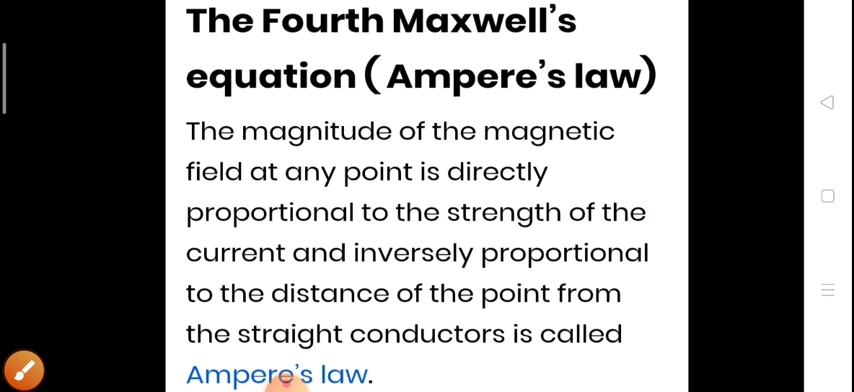 The Fourth Maxwell’s
equation ( Ampere’s law)
The magnitude of the magnetic
field at any point is directly
proportional to the strength of the
current and inversely proportional
to the distance of the point from
the straight conductors is called
Ampere’s law.